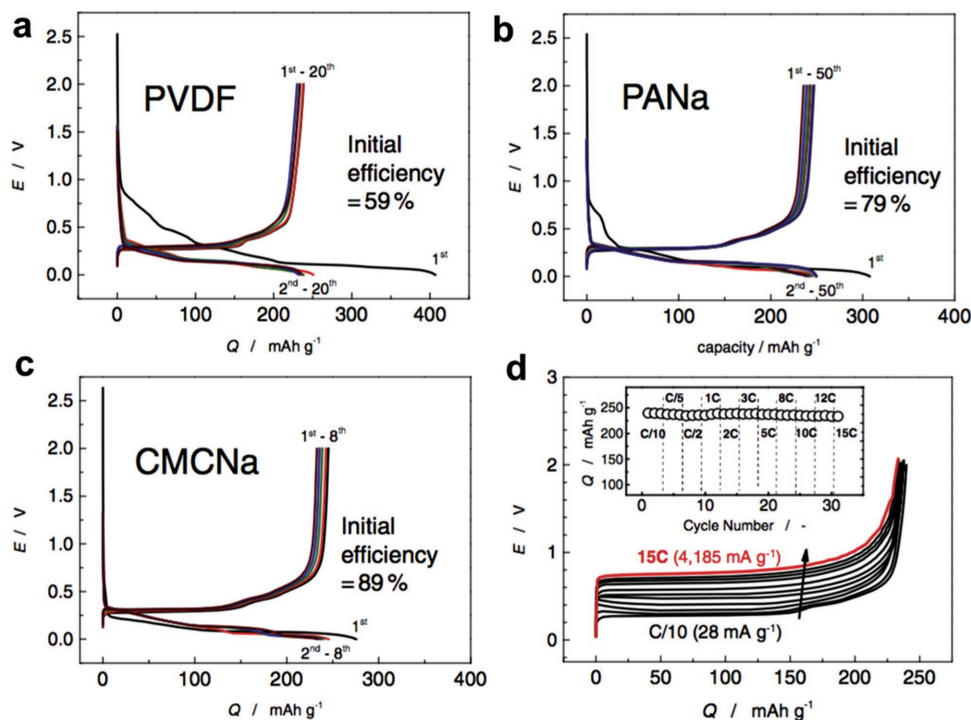 a
PVDF
1st - 20th
Initial
efficiency
= 59 %
1st
2nd - 20th
E / V
2.5
2.0
1.5
1.0
0.5
0.0
0 100 200 300 400
Q / mAh g-1
b
PANa
1st - 50th
Initial
efficiency
= 79 %
1st
2nd - 50th
E / V
2.5
2.0
1.5
1.0
0.5
0.0
0 100 200 300 400
capacity / mAh g-1
c
CMCNa
1st - 8th
Initial
efficiency
= 89 %
1st
2nd - 8th
E / V
2.5
2.0
1.5
1.0
0.5
0.0
0 100 200 300 400
Q / mAh g-1
d
E / V
3
2
1
0
Q / mAh g-1
300
250
200
150
100
C/5 1C 3C 8C 12C
C/10 C/2 2C 5C 10C 15C
0 10 20 30 40
Cycle Number / -
15C (4,185 mA g-1)
C/10 (28 mA g-1)
0 50 100 150 200 250
Q / mAh g-1